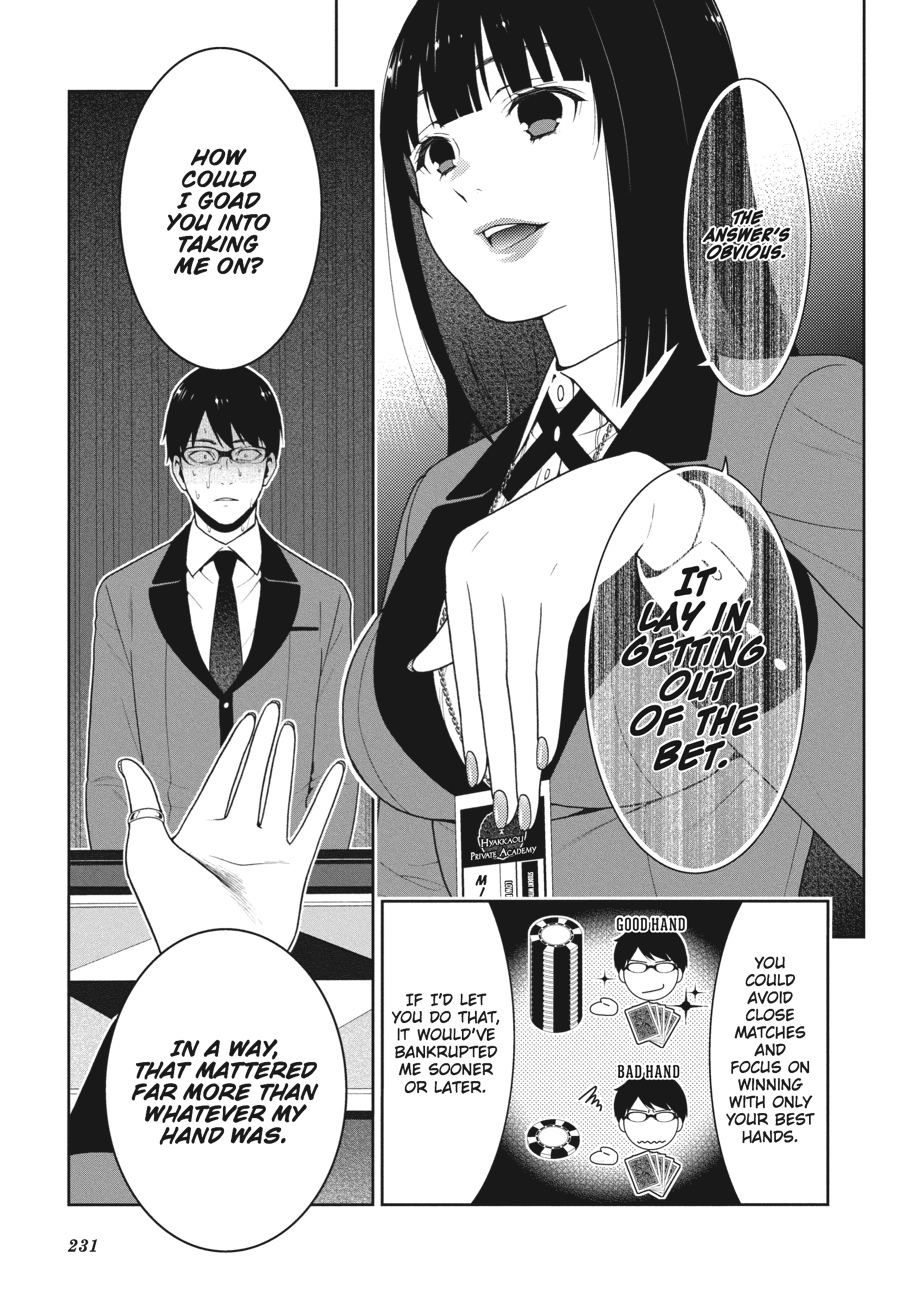 THE
ANSWER'S
OBVIOUS.
IT
LAY IN
GETTING
OUT
OF THE
BET.
HYAKKAOU
PRIVATE ACADEMY
YOU
COULD
AVOID
CLOSE
MATCHES
AND
FOCUS ON
WINNING
WITH ONLY
YOUR BEST
HANDS.
GOOD HAND
BAD HAND
IF I'D LET
YOU DO THAT,
IT WOULD'VE
BANKRUPTED
ME SOONER
OR LATER.
HOW
COULD
I GOAD
YOU INTO
TAKING
ME ON?
IN A WAY,
THAT MATTERED
FAR MORE THAN
WHATEVER MY
HAND WAS.
231